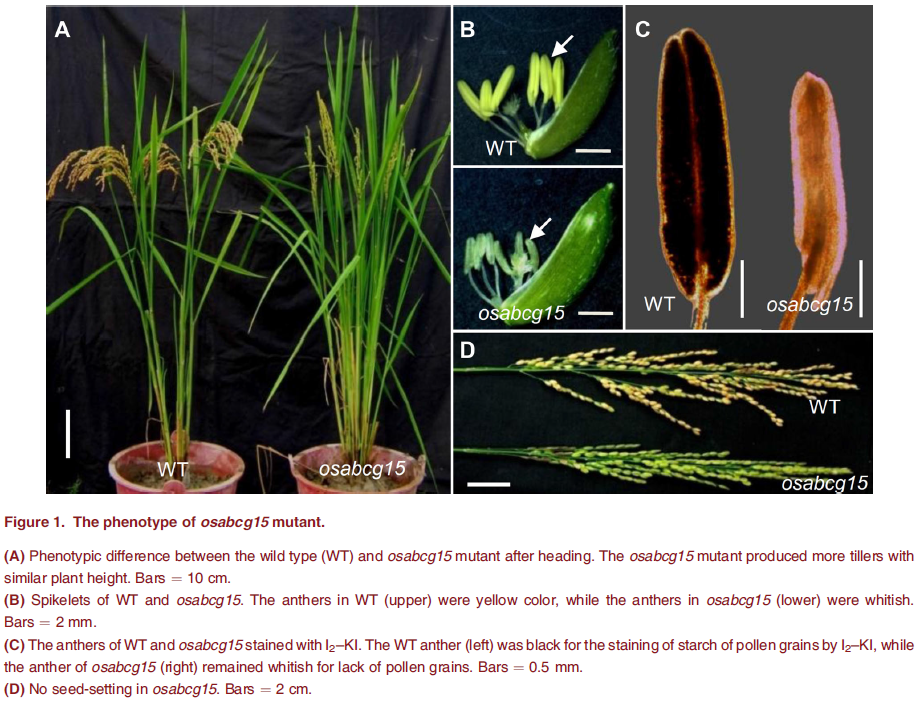 A
WT
osabcg15
B
WT
osabcg15
C
WT
osabcg15
D
WT
osabcg15
Figure 1. The phenotype of osabcg15 mutant.
(A) Phenotypic difference between the wild type (WT) and osabcg15 mutant after heading. The osabcg15 mutant produced more tillers with
similar plant height. Bars = 10 cm.
(B) Spikelets of WT and osabcg15. The anthers in WT (upper) were yellow color, while the anthers in osabcg15 (lower) were whitish.
Bars = 2 mm.
(C) The anthers of WT and osabcg15 stained with I₂–KI. The WT anther (left) was black for the staining of starch of pollen grains by I₂–KI, while
the anther of osabcg15 (right) remained whitish for lack of pollen grains. Bars = 0.5 mm.
(D) No seed-setting in osabcg15. Bars = 2 cm.